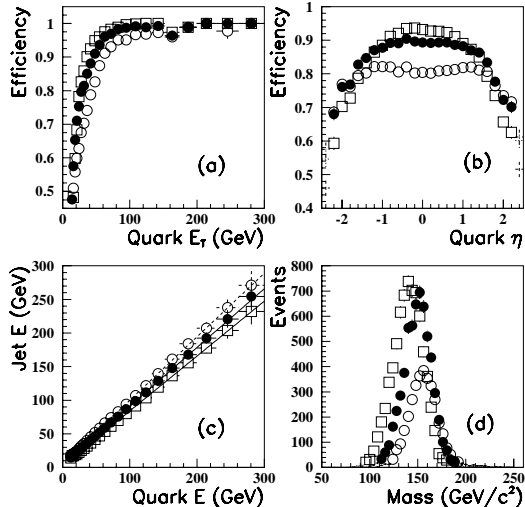 Efficiency
1
0.9
0.8
0.7
0.6
0.5
(a)
0 100 200 300
Quark E_T (GeV)
Efficiency
1
0.9
0.8
0.7
0.6
0.5
0.4
(b)
-2 -1 0 1 2
Quark η
Jet E (GeV)
300
250
200
150
100
50
0
(c)
0 100 200 300
Quark E (GeV)
Events
800
700
600
500
400
300
200
100
0
(d)
50 100 150 200 250
Mass (GeV/c²)